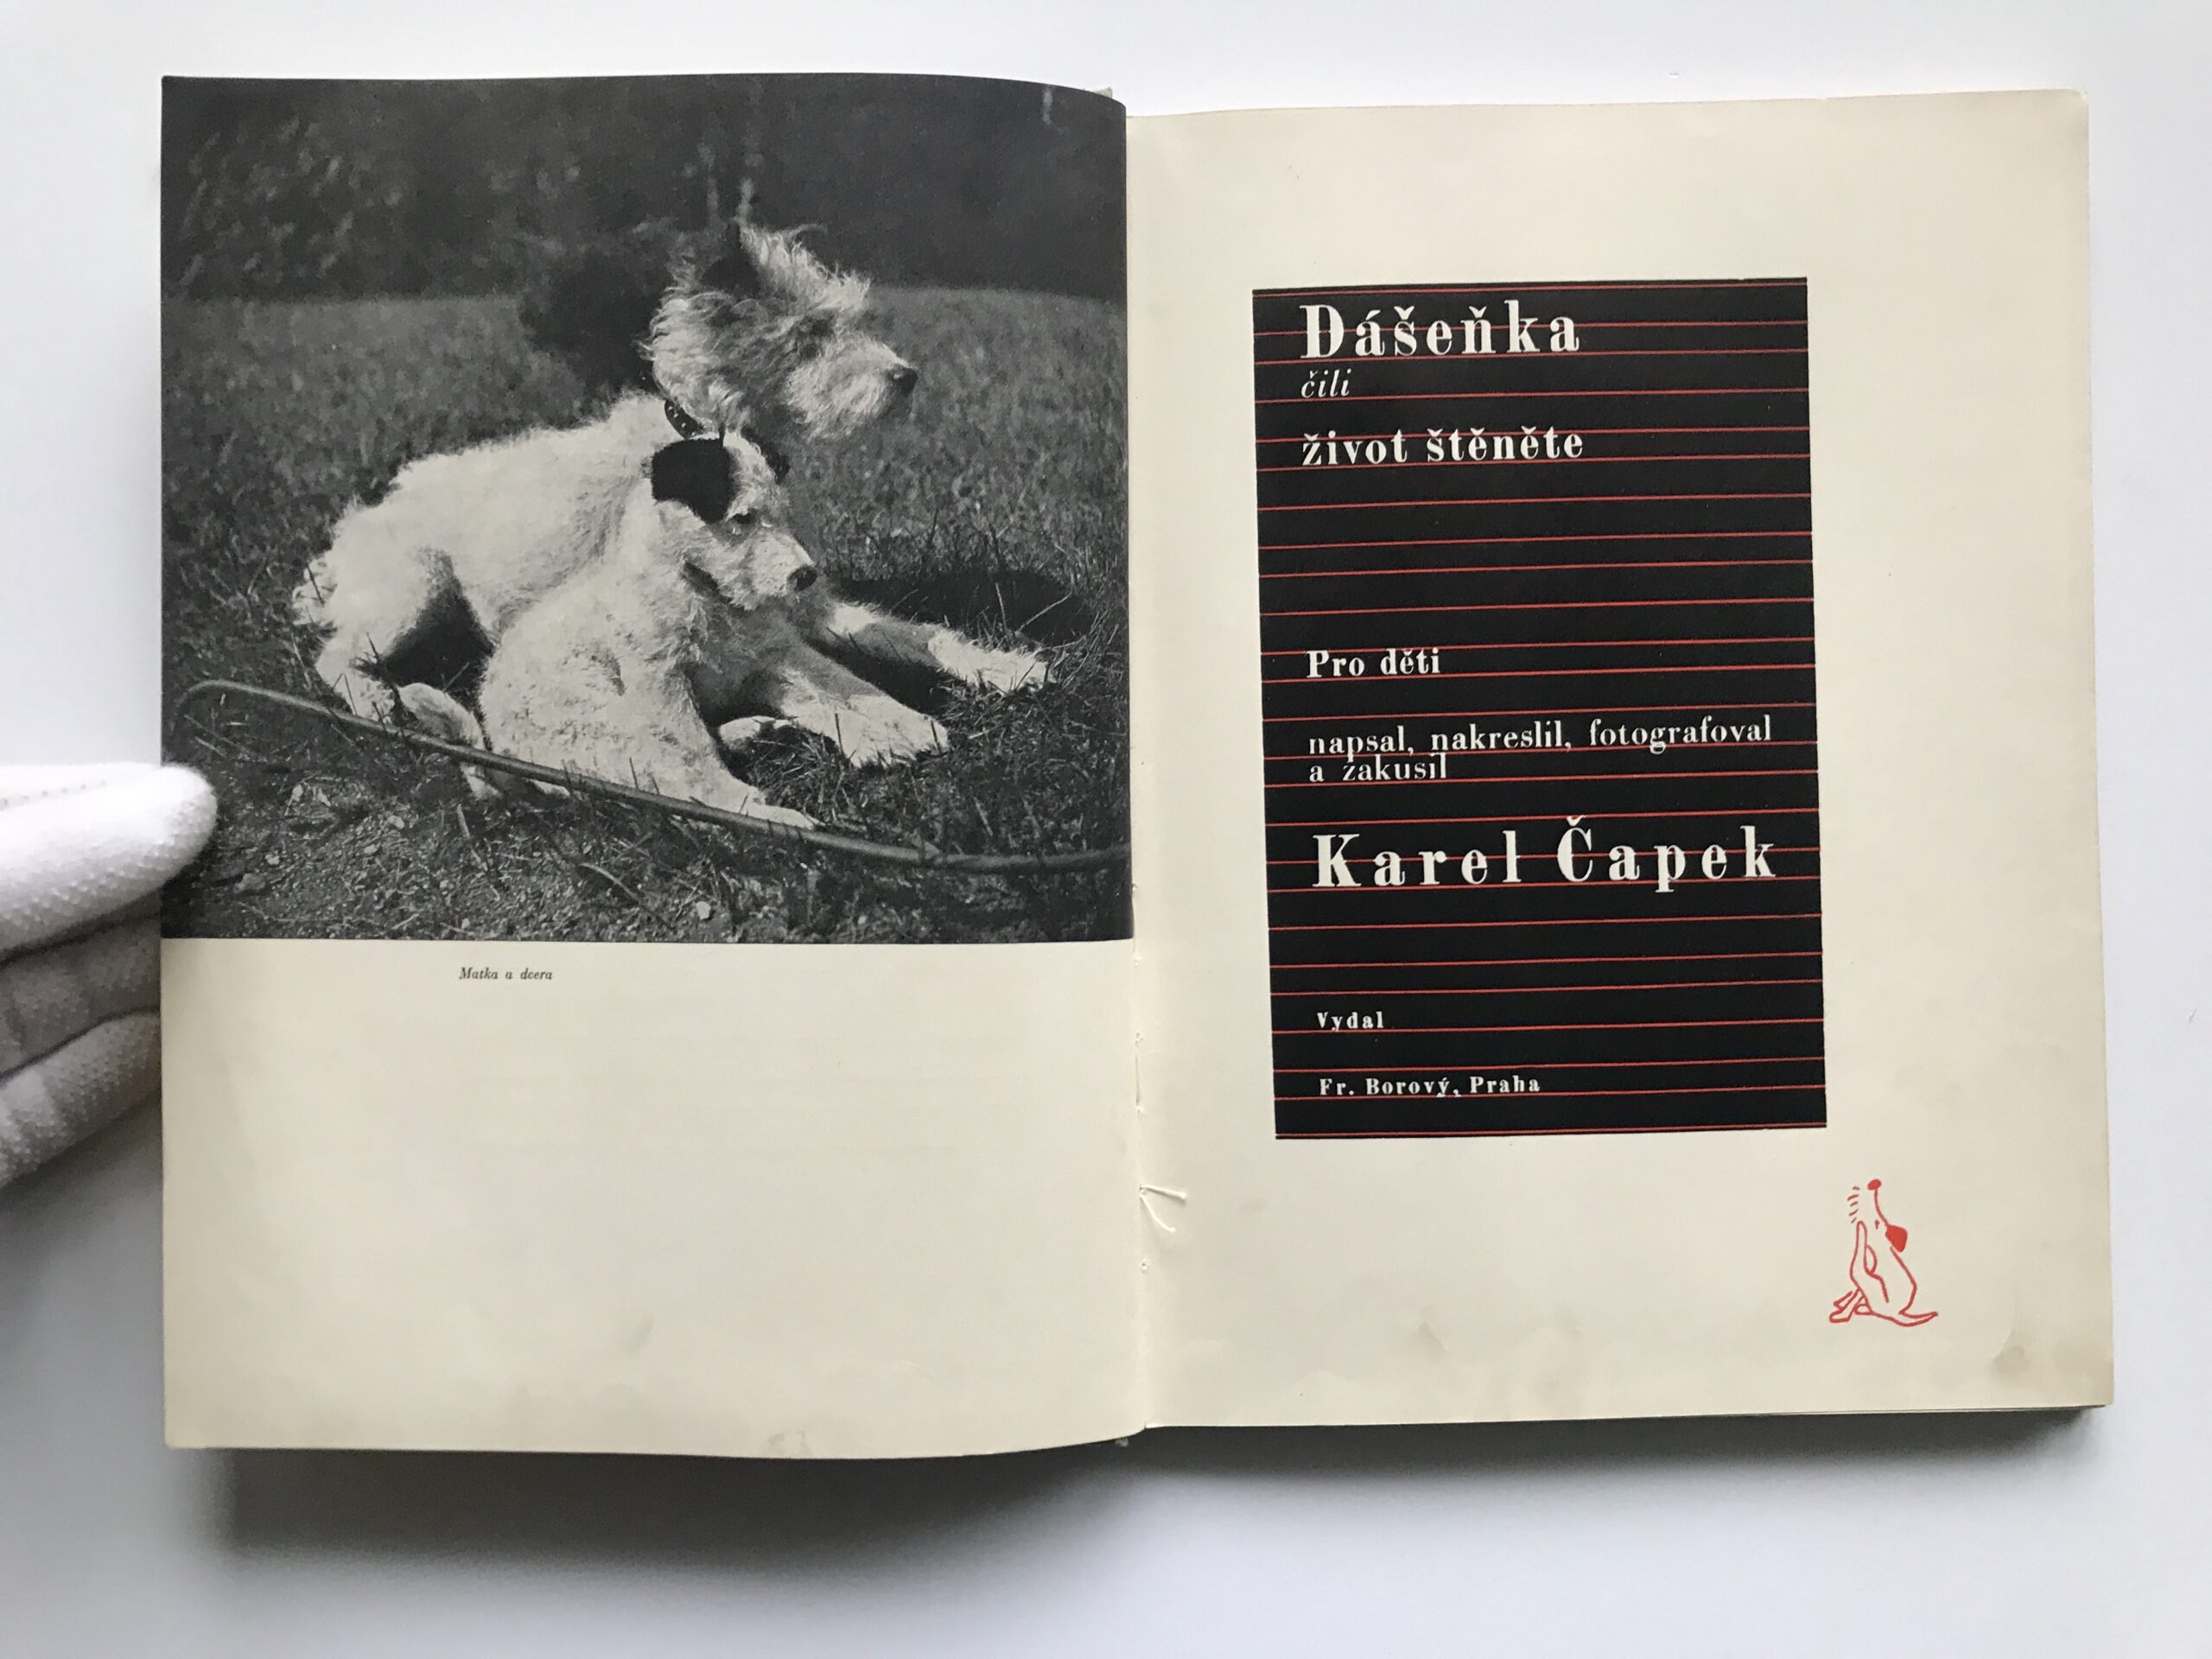 Matka a dcera
Dášeňka
čili
život štěněte
Pro děti
napsal, nakreslil, fotografoval
a zakusil
Karel Čapek
Vydal
Fr. Borový, Praha